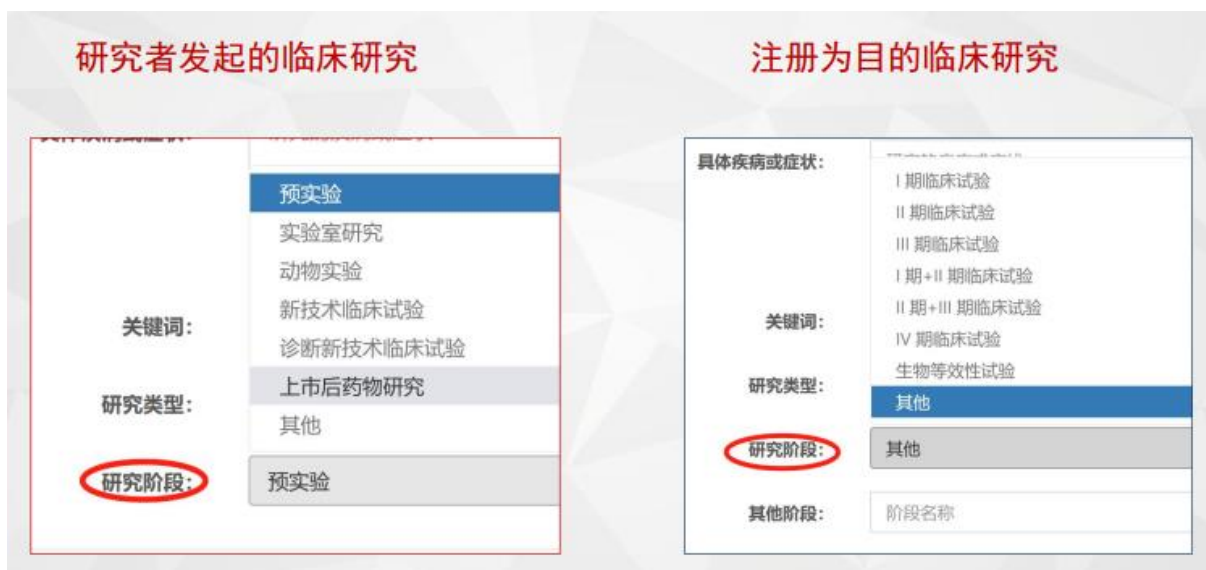 研究者发起的临床研究
预实验
实验室研究
动物实验
新技术临床试验
诊断新技术临床试验
上市后药物研究
其他
关键词：
研究类型：
研究阶段：
预实验
注册为目的临床研究
具体疾病或症状：
I 期临床试验
II 期临床试验
III 期临床试验
I 期+II 期临床试验
II 期+III 期临床试验
IV 期临床试验
生物等效性试验
其他
关键词：
研究类型：
研究阶段：
其他
其他阶段：
阶段名称